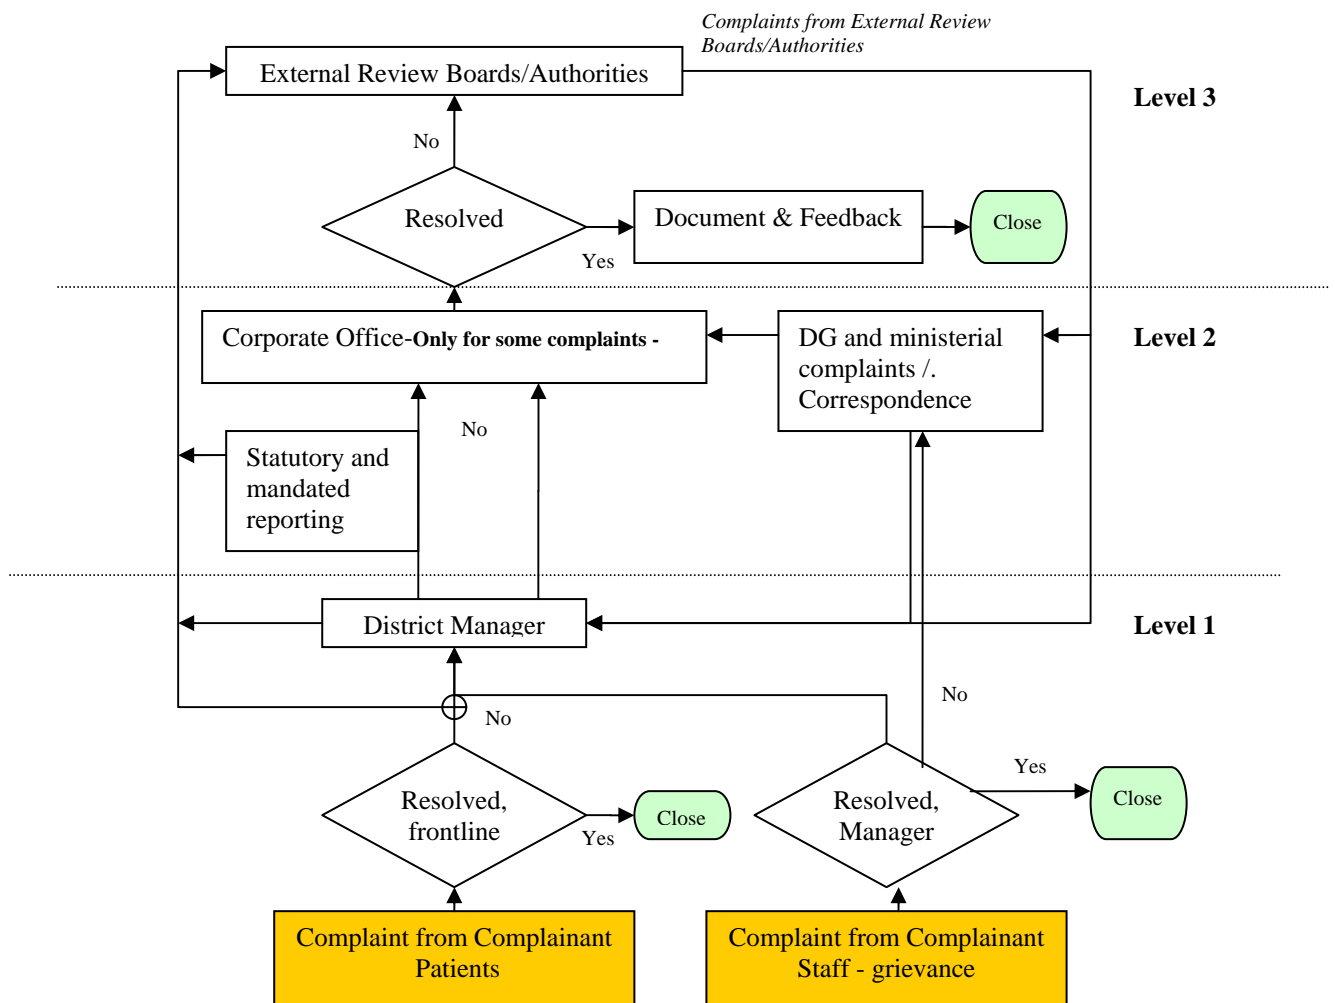 Complaints from External Review
Boards/Authorities
External Review Boards/Authorities
Level 3
No
Resolved
Document & Feedback
Close
Yes
Corporate Office-Only for some complaints -
DG and ministerial
complaints /.
Correspondence
Level 2
No
Statutory and
mandated
reporting
District Manager
Level 1
No
No
Yes
Resolved,
frontline
Yes
Close
Resolved,
Manager
Close
Complaint from Complainant
Patients
Complaint from Complainant
Staff - grievance